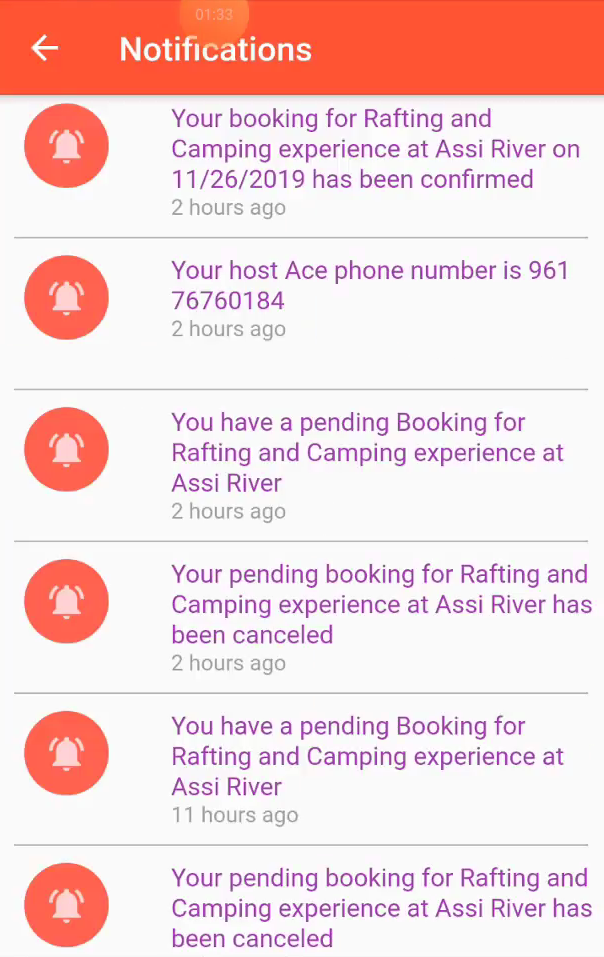 01:33
Notifications
Your booking for Rafting and
Camping experience at Assi River on
11/26/2019 has been confirmed
2 hours ago
Your host Ace phone number is 961
76760184
2 hours ago
You have a pending Booking for
Rafting and Camping experience at
Assi River
2 hours ago
Your pending booking for Rafting and
Camping experience at Assi River has
been canceled
2 hours ago
You have a pending Booking for
Rafting and Camping experience at
Assi River
11 hours ago
Your pending booking for Rafting and
Camping experience at Assi River has
been canceled